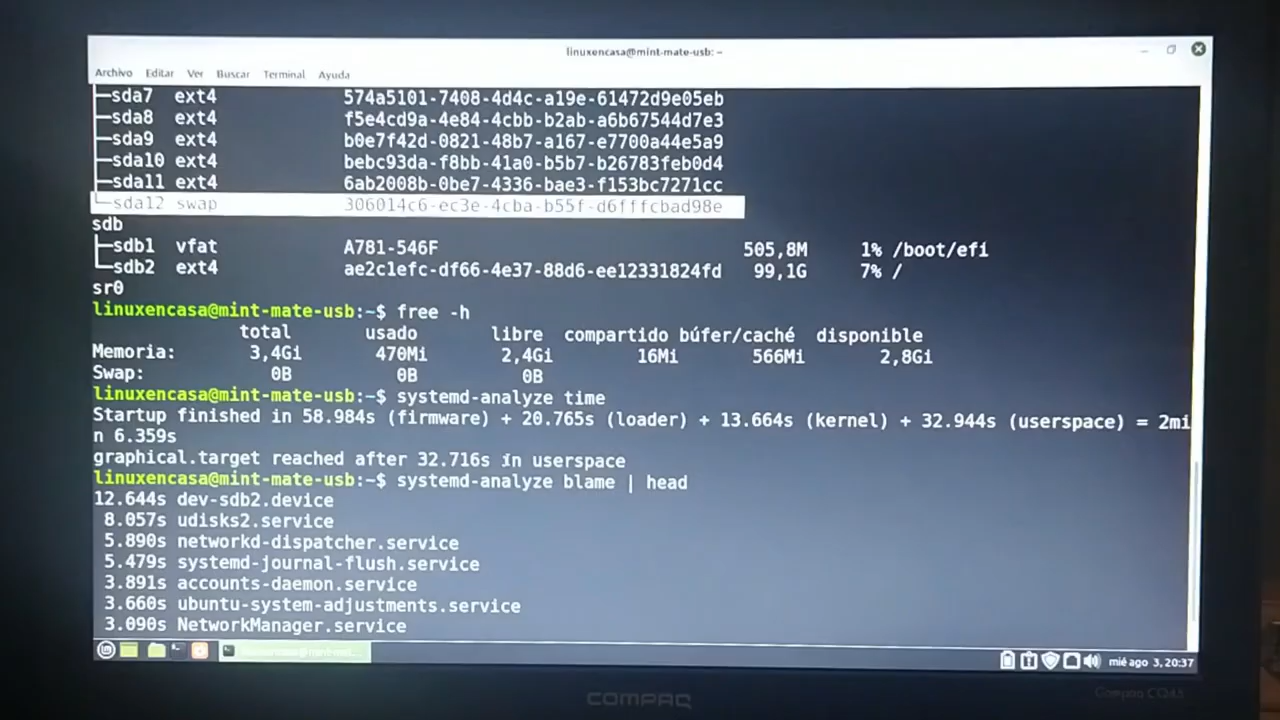 linuxencasa@mint-mate-usb: ~
Archivo Editar Ver Buscar Terminal Ayuda
├─sda7 ext4 574a5101-7408-4d4c-a19e-61472d9e05eb
├─sda8 ext4 f5e4cd9a-4e84-4cbb-b2ab-a6b67544d7e3
├─sda9 ext4 b0e7f42d-0821-48b7-a167-e7700a44e5a9
├─sda10 ext4 bebc93da-f8bb-41a0-b5b7-b26783feb0d4
├─sda11 ext4 6ab2008b-0be7-4336-bae3-f153bc7271cc
└─sda12 swap 306014c6-ec3e-4cba-b55f-d6fffcbad98e
sdb
├─sdb1 vfat A781-546F 505,8M 1% /boot/efi
└─sdb2 ext4 ae2c1efc-df66-4e37-88d6-ee12331824fd 99,1G 7% /
sr0
linuxencasa@mint-mate-usb:~$ free -h
total usado libre compartido búfer/caché disponible
Memoria: 3,4Gi 470Mi 2,4Gi 16Mi 566Mi 2,8Gi
Swap: 0B 0B 0B
linuxencasa@mint-mate-usb:~$ systemd-analyze time
Startup finished in 58.984s (firmware) + 20.765s (loader) + 13.664s (kernel) + 32.944s (userspace) = 2mi
n 6.359s
graphical.target reached after 32.716s in userspace
linuxencasa@mint-mate-usb:~$ systemd-analyze blame | head
12.644s dev-sdb2.device
8.057s udisks2.service
5.890s networkd-dispatcher.service
5.479s systemd-journal-flush.service
3.891s accounts-daemon.service
3.660s ubuntu-system-adjustments.service
3.090s NetworkManager.service
mié ago 3, 20:37
COMPAQ